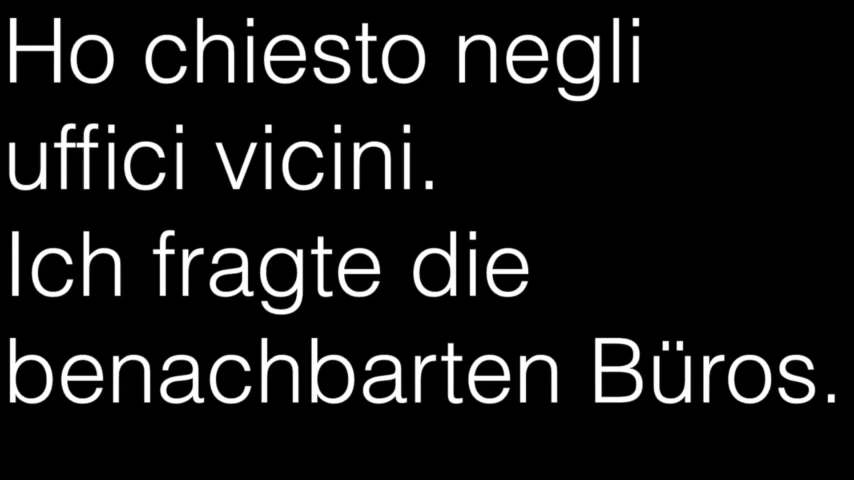 Ho chiesto negli
uffici vicini.
Ich fragte die
benachbarten Büros.